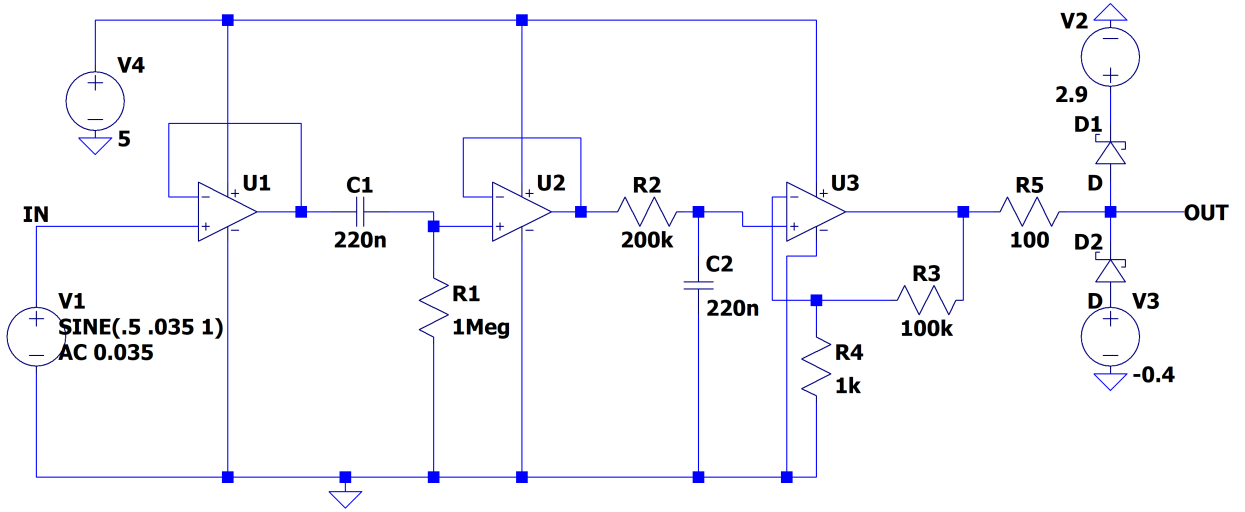 V4
5
IN
V1
SINE(.5 .035 1)
AC 0.035
U1
C1
220n
R1
1Meg
U2
R2
200k
C2
220n
U3
R3
100k
R4
1k
R5
100
V2
2.9
D1
D
OUT
D2
D
V3
-0.4